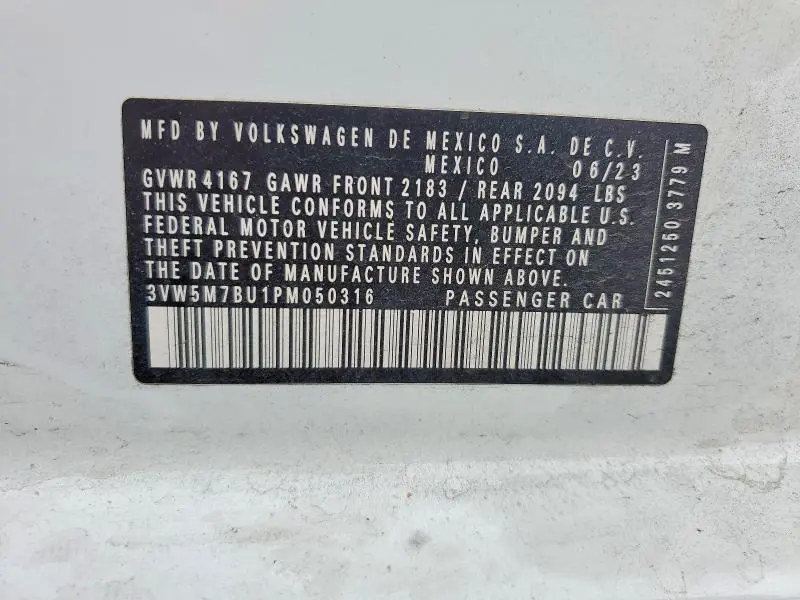 MFD BY VOLKSWAGEN DE MEXICO S.A. DE C.V.
MEXICO 06/23
GVWR 4167 GAWR FRONT 2183 / REAR 2094 LBS
THIS VEHICLE CONFORMS TO ALL APPLICABLE U.S.
FEDERAL MOTOR VEHICLE SAFETY, BUMPER AND
THEFT PREVENTION STANDARDS IN EFFECT ON
THE DATE OF MANUFACTURE SHOWN ABOVE.
3VW5M7BU1PM050316 PASSENGER CAR
2451250 3779 M